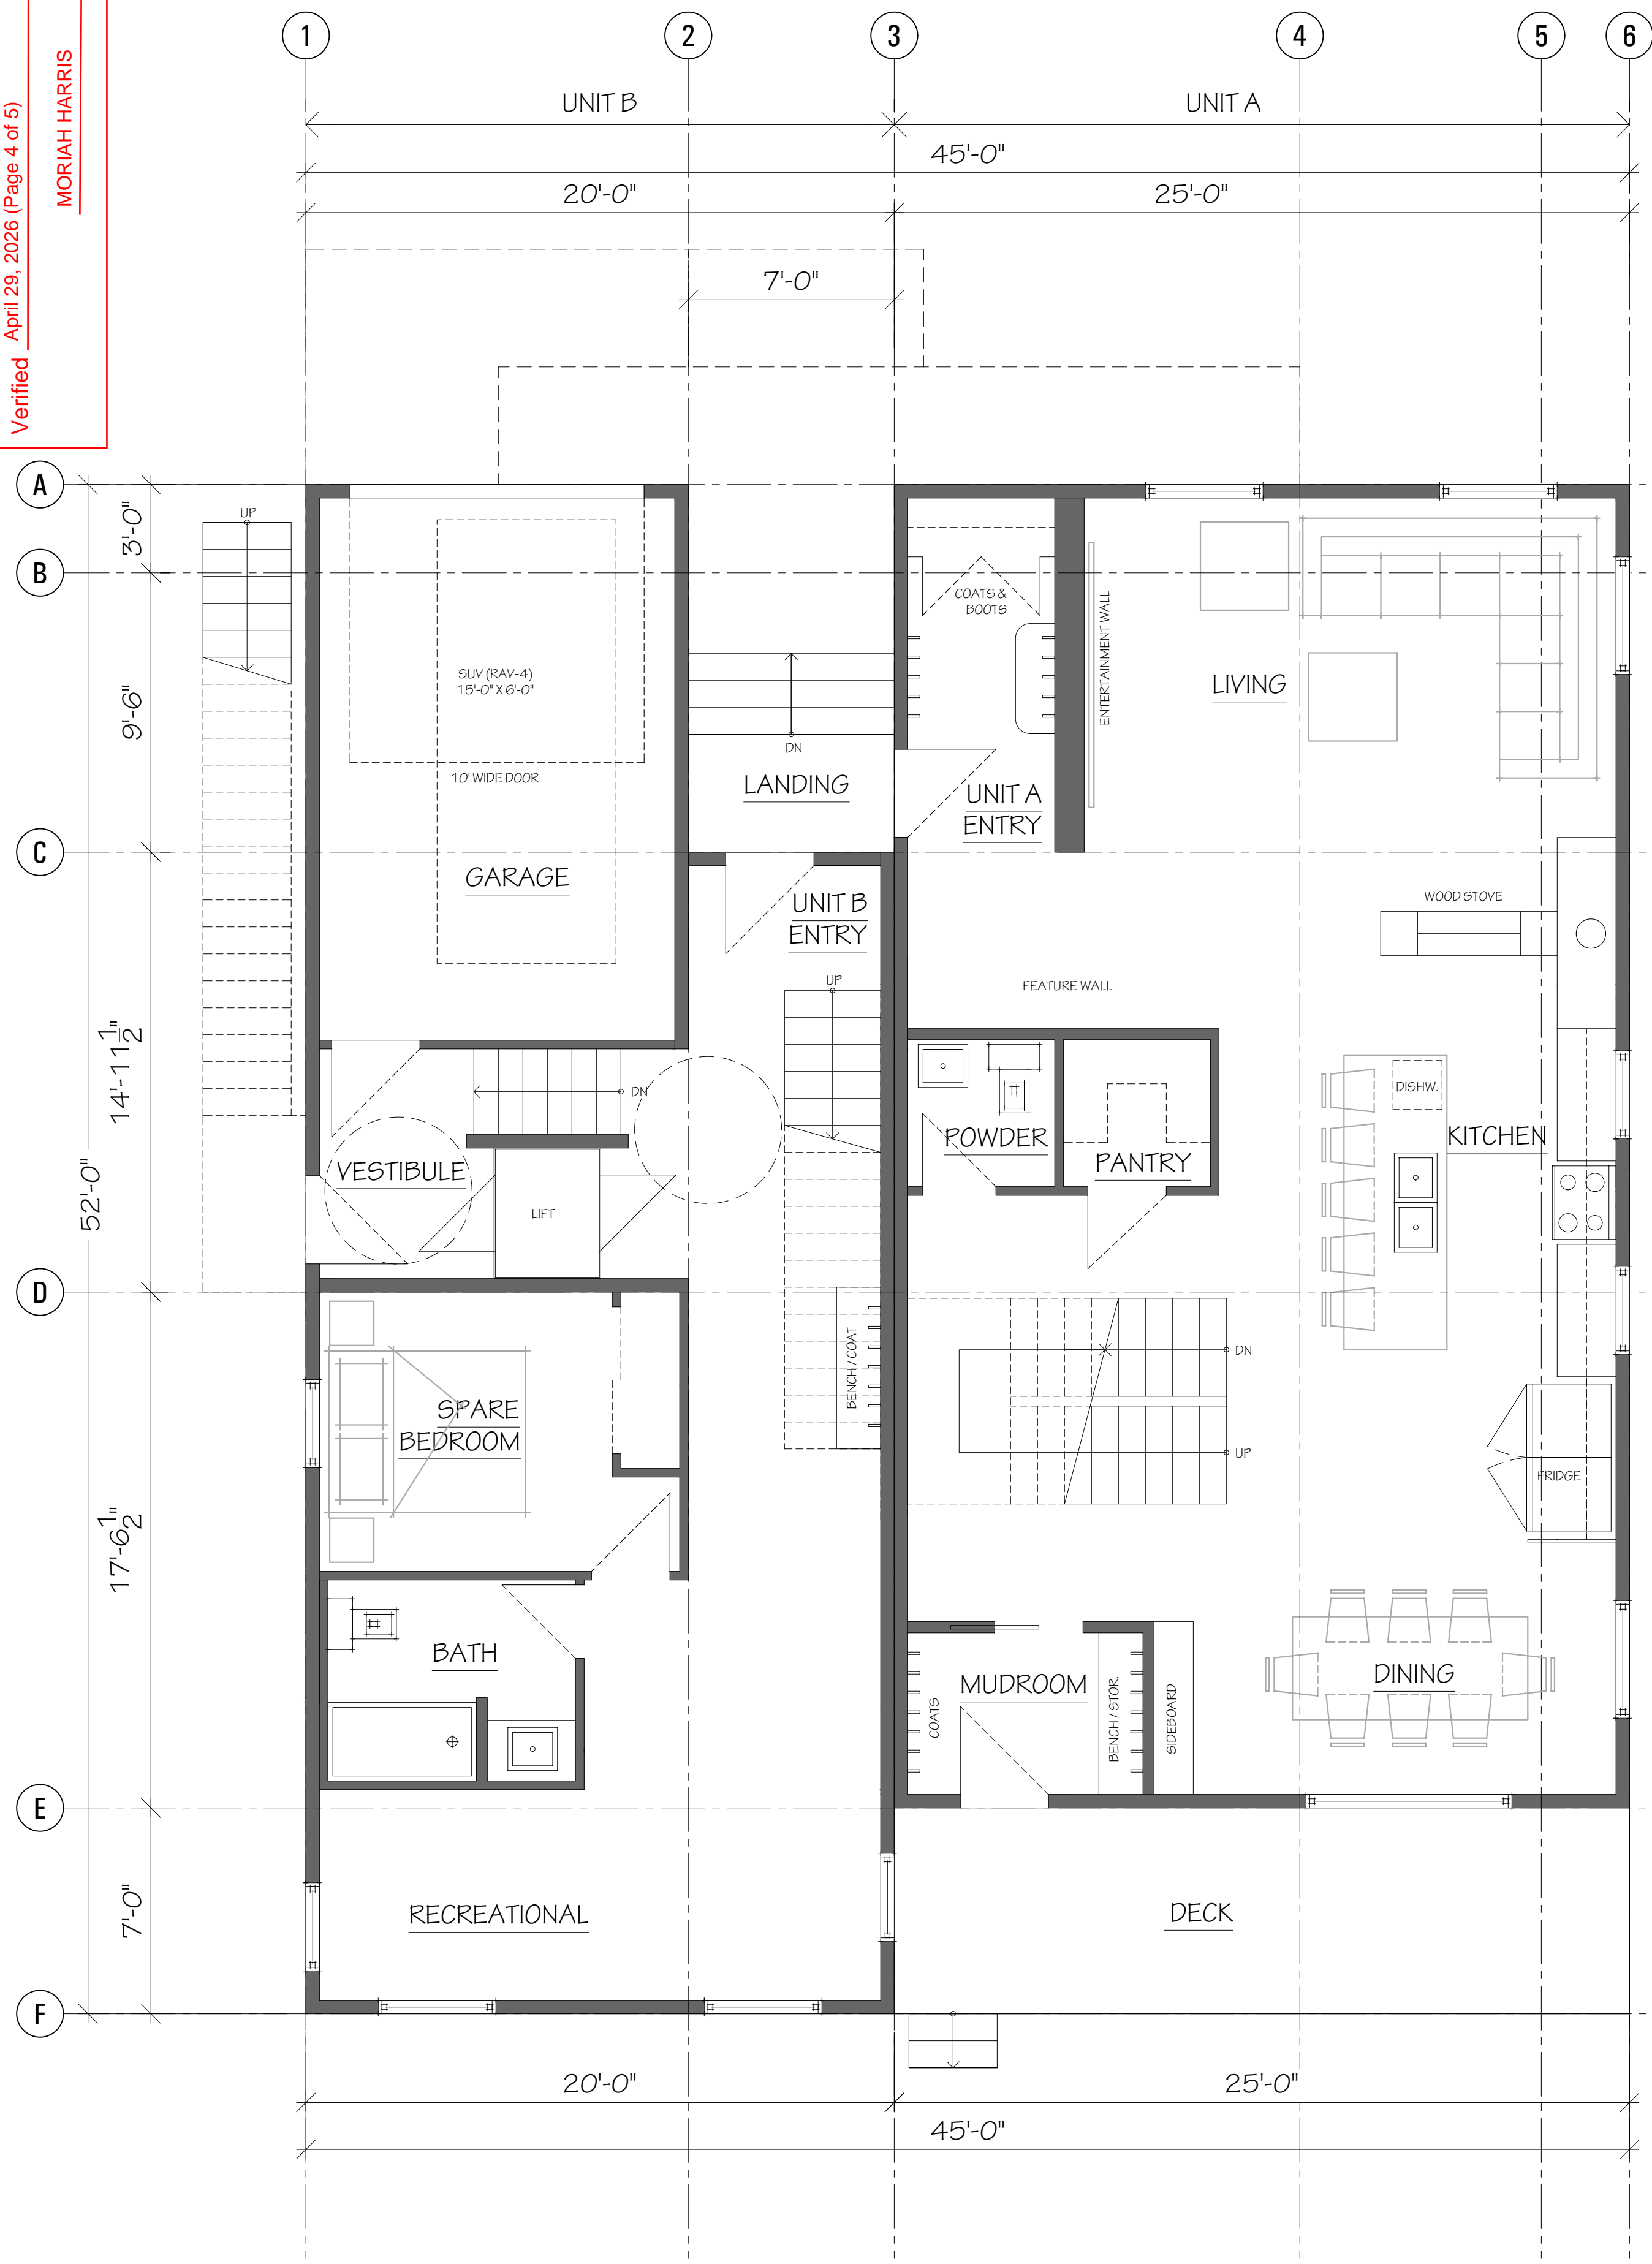 Verified April 29, 2026 (Page 4 of 5)
MORIAH HARRIS
1
2
3
4
5
6
UNIT B
UNIT A
45'-0"
20'-0"
25'-0"
7'-0"
A
3'-0"
UP
B
COATS &
BOOTS
ENTERTAINMENT WALL
9'-6"
SUV (RAV-4)
15'-0" X 6'-0"
LIVING
DN
10' WIDE DOOR
LANDING
UNIT A
ENTRY
C
GARAGE
UNIT B
ENTRY
WOOD STOVE
UP
FEATURE WALL
14'-11 1/2"
DN
DISHW.
POWDER
KITCHEN
52'-0"
VESTIBULE
PANTRY
LIFT
D
BENCH / COAT
DN
SPARE
BEDROOM
UP
FRIDGE
17'-6 1/2"
BATH
DINING
MUDROOM
COATS
BENCH / STOR.
SIDEBOARD
E
7'-0"
RECREATIONAL
DECK
F
20'-0"
25'-0"
45'-0"